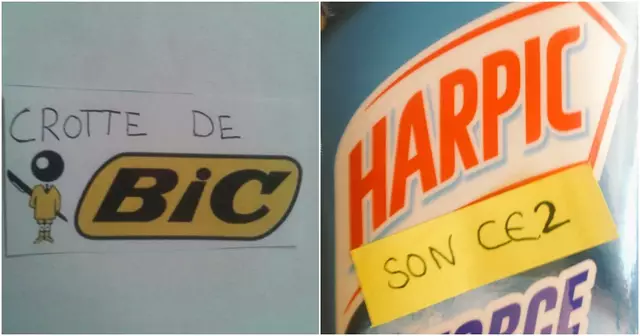 CROTTE DE
BiC
HARPIC
SON CE2